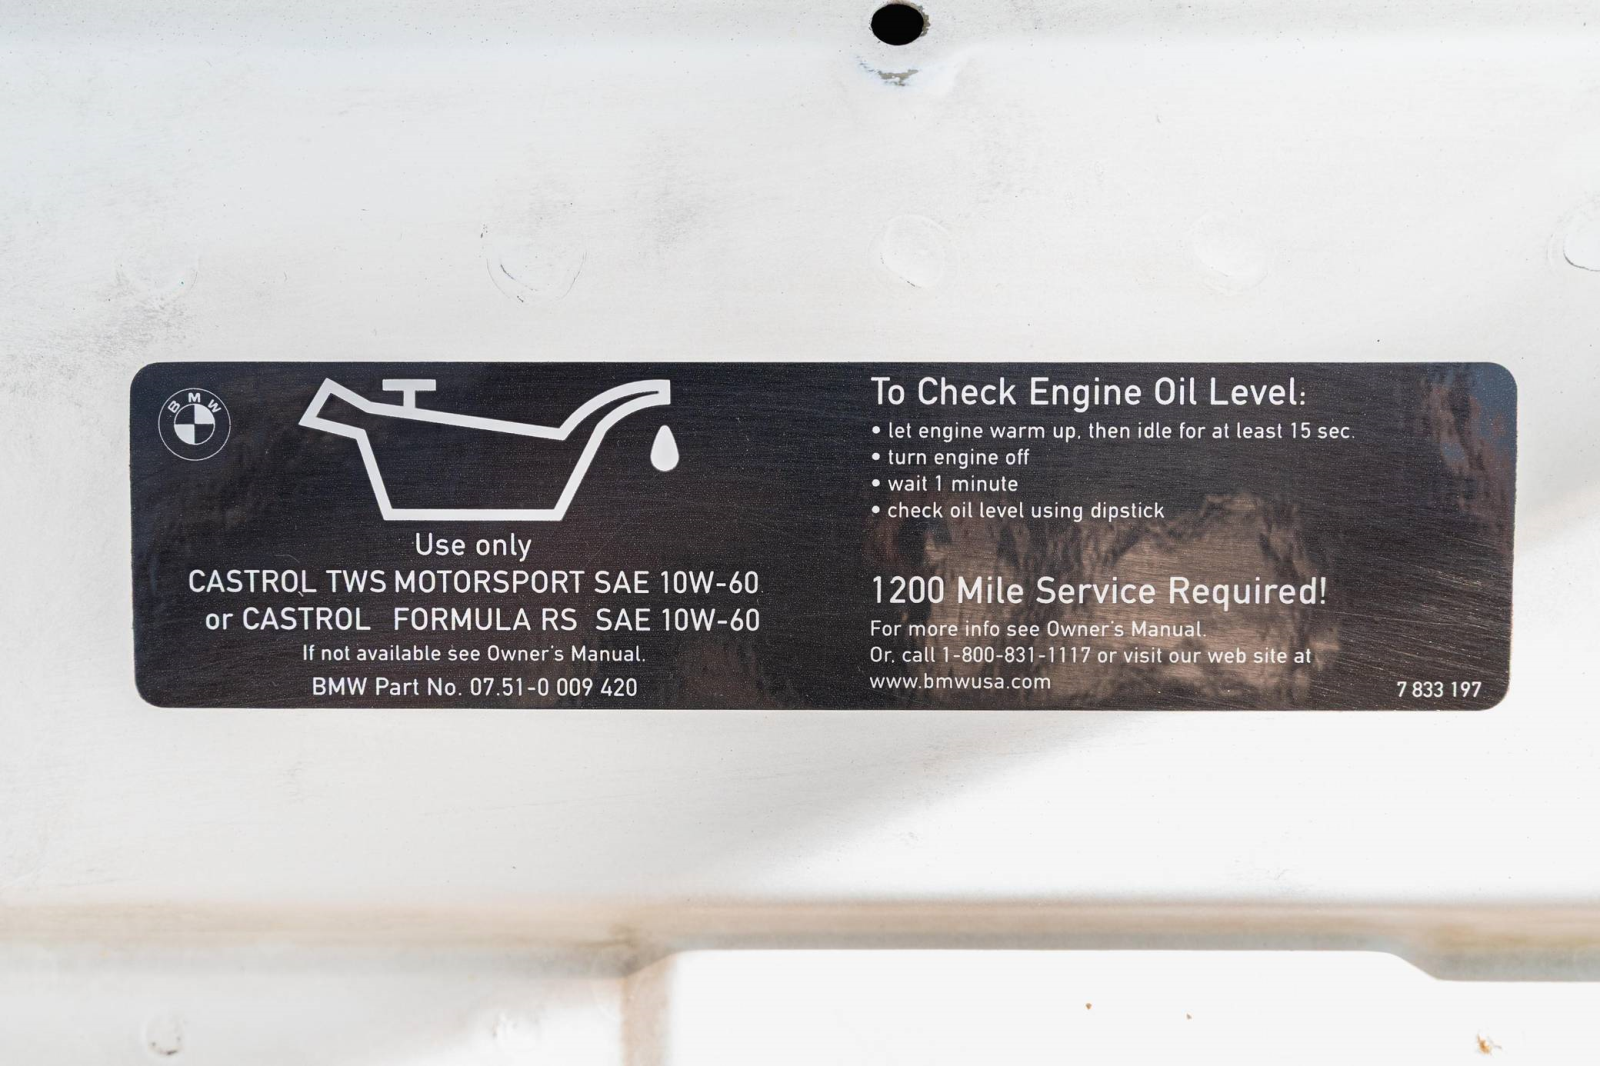 BMW
Use only
CASTROL TWS MOTORSPORT SAE 10W-60
or CASTROL FORMULA RS SAE 10W-60
If not available see Owner's Manual.
BMW Part No. 07.51-0 009 420
To Check Engine Oil Level:
• let engine warm up, then idle for at least 15 sec.
• turn engine off
• wait 1 minute
• check oil level using dipstick
1200 Mile Service Required!
For more info see Owner's Manual.
Or, call 1-800-831-1117 or visit our web site at
www.bmwusa.com
7 833 197